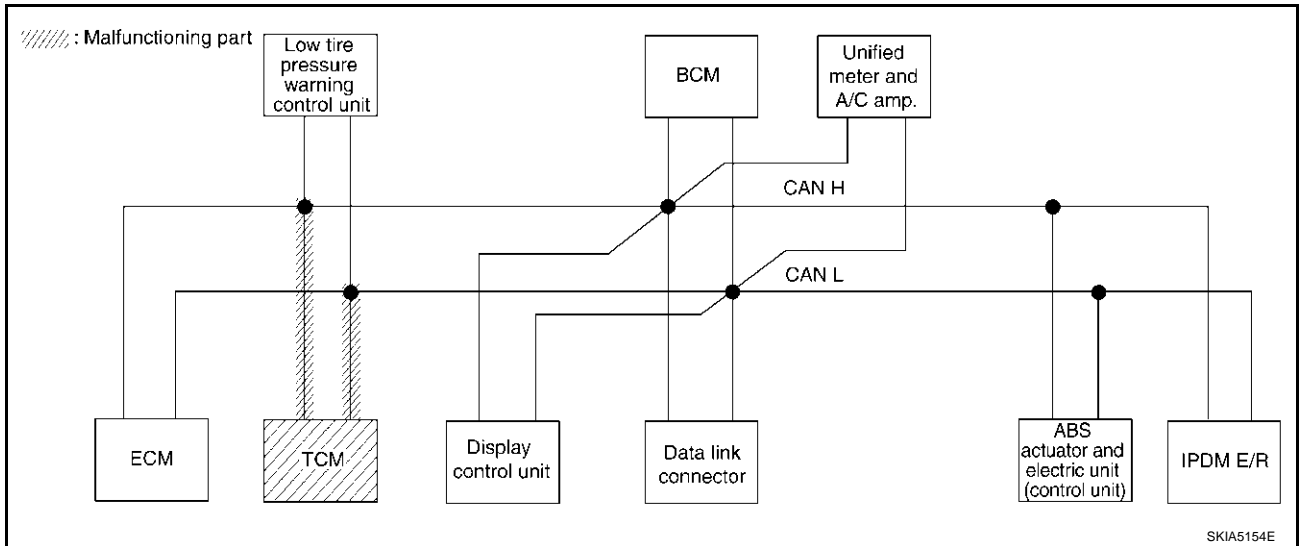 : Malfunctioning part
Low tire
pressure
warning
control unit
BCM
Unified
meter and
A/C amp.
CAN H
CAN L
ECM
TCM
Display
control unit
Data link
connector
ABS
actuator and
electric unit
(control unit)
IPDM E/R
SKIA5154E